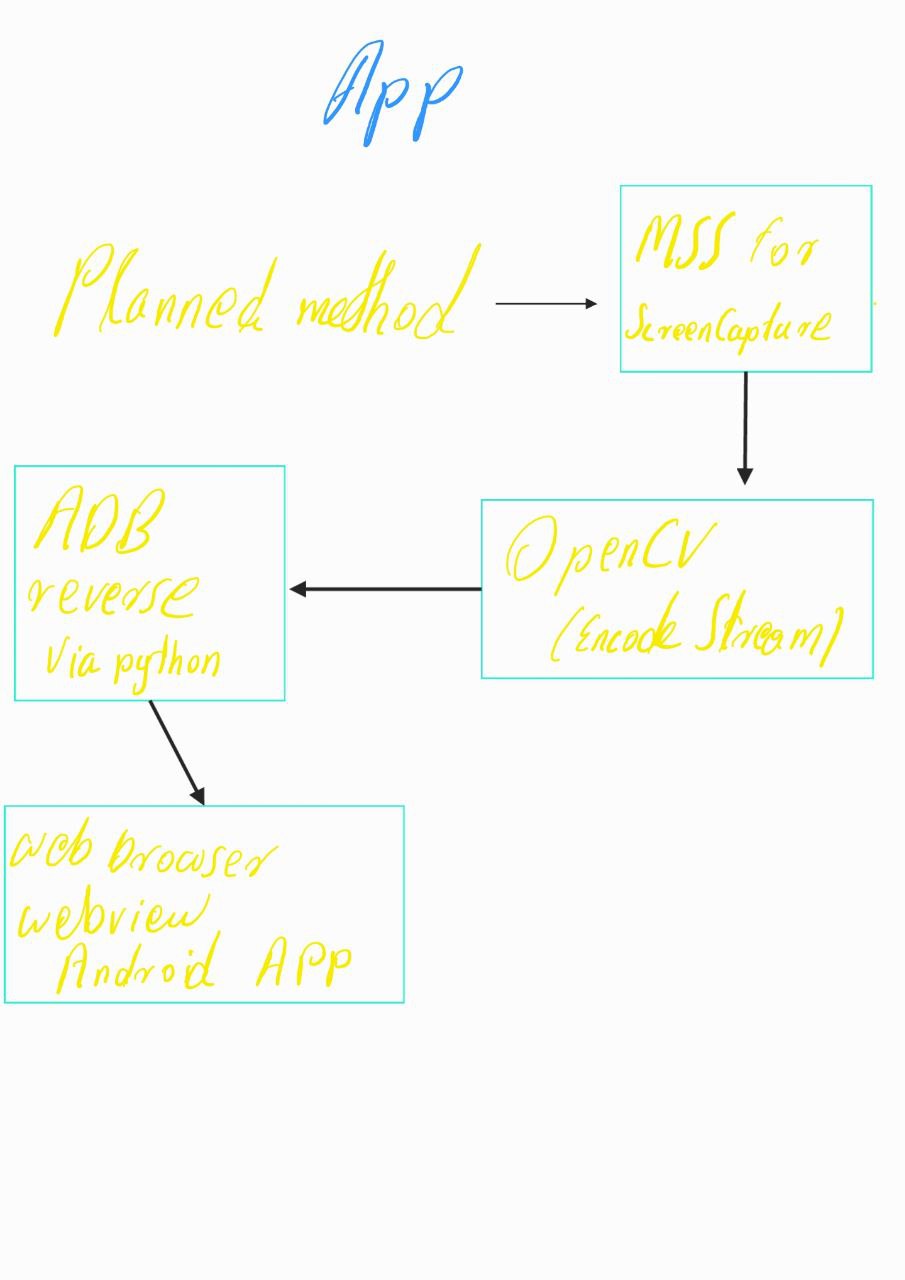 App
Planned method
MSS for
ScreenCapture
OpenCV
(Encode Stream)
ADB
reverse
via python
web browser
webview
Android APP